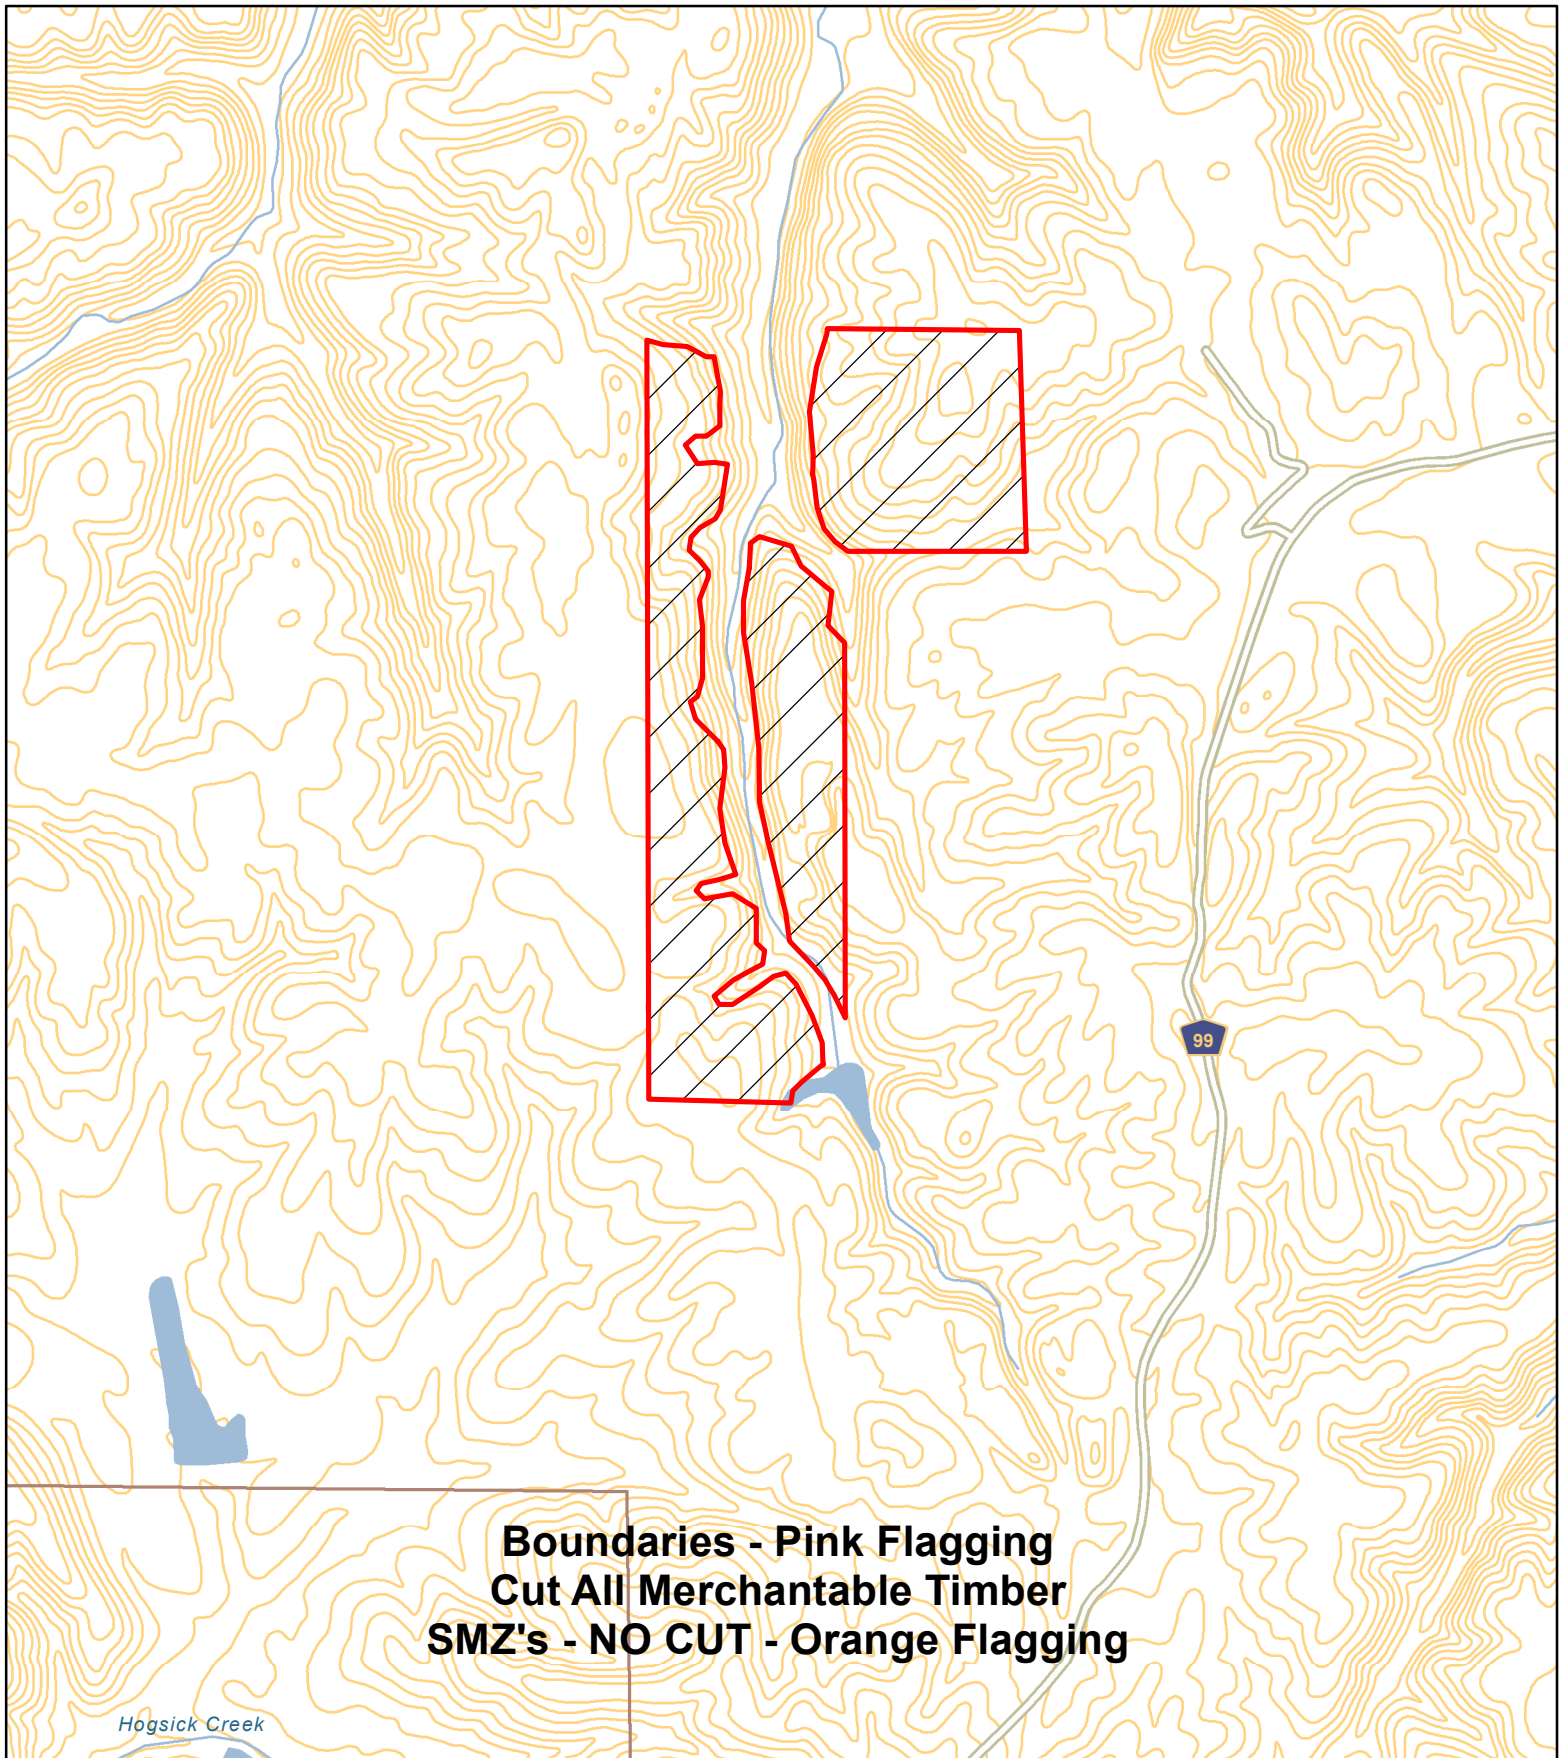 99
Boundaries - Pink Flagging
Cut All Merchantable Timber
SMZ's - NO CUT - Orange Flagging
Hogsick Creek